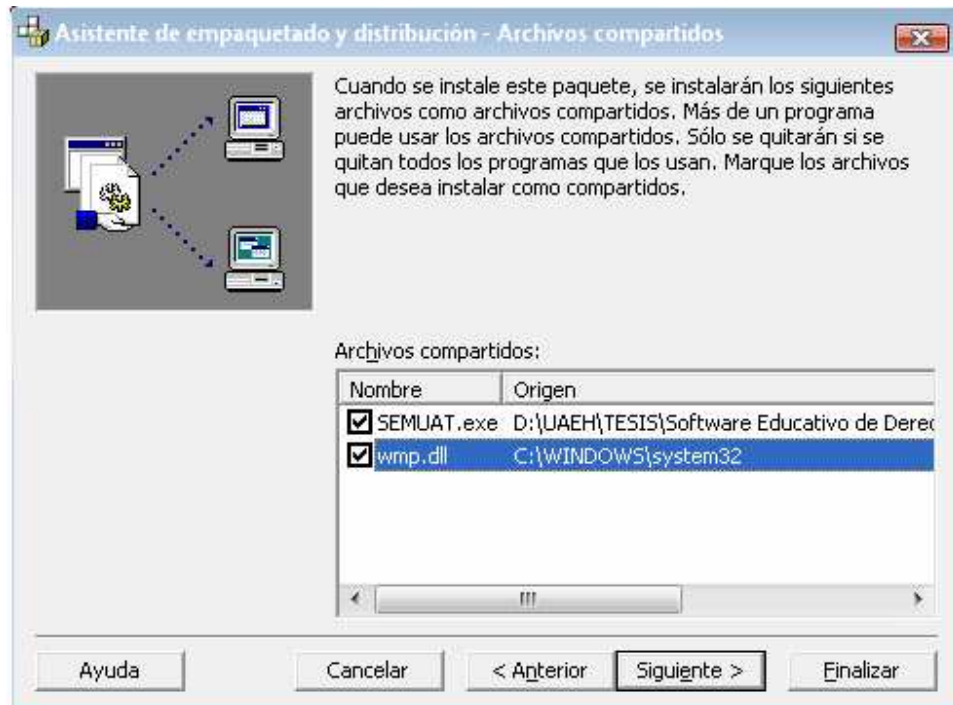 Asistente de empaquetado y distribución - Archivos compartidos
Cuando se instale este paquete, se instalarán los siguientes
archivos como archivos compartidos. Más de un programa
puede usar los archivos compartidos. Sólo se quitarán si se
quitan todos los programas que los usan. Marque los archivos
que desea instalar como compartidos.
Archivos compartidos:
Nombre Origen
SEMUAT.exe D:\UAEH\TESIS\Software Educativo de Derec
wmp.dll C:\WINDOWS\system32
Ayuda Cancelar < Anterior Siguiente > Finalizar